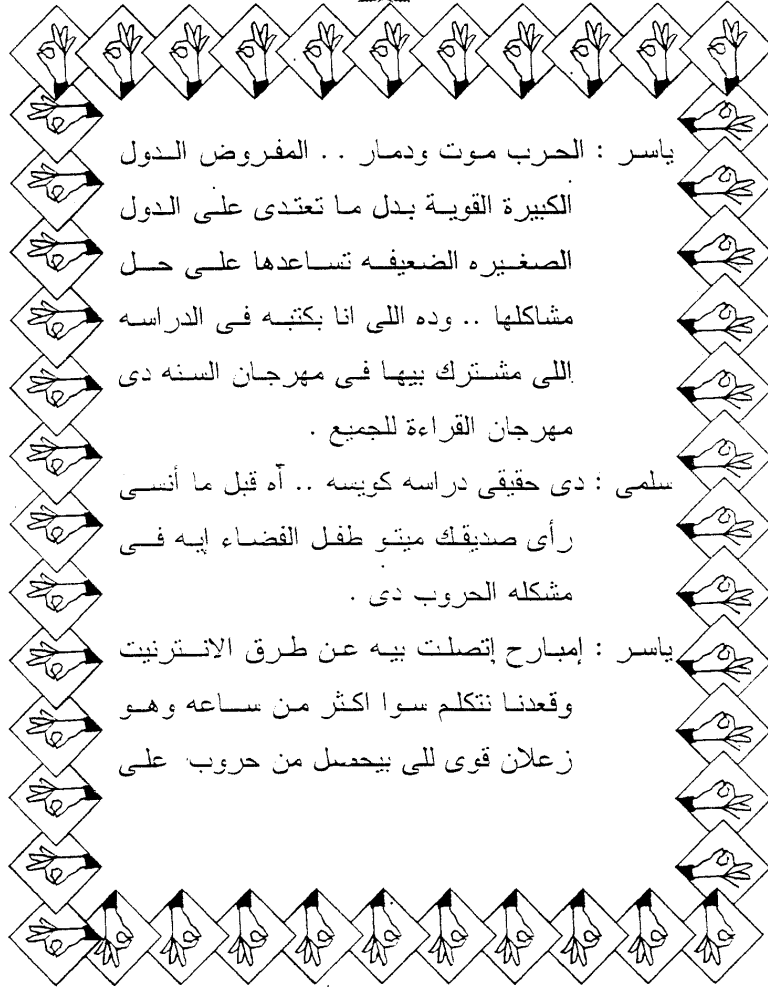 ياسر : الحرب موت ودمار .. المفروض الدول
الكبيرة القوية بدل ما تعتدى على الدول
الصغيره الضعيفه تساعدها على حل
مشاكلها .. وده اللى انا بكتبه فى الدراسه
اللى مشترك بيها فى مهرجان السنه دى
مهرجان القراءة للجميع .
سلمى : دى حقيقى دراسه كويسه .. آه قبل ما أنسى
رأى صديقك ميتو طفل الفضاء إيه فى
مشكله الحروب دى .
ياسر : إمبارح إتصلت بيه عن طرق الانترنيت
وقعدنا نتكلم سوا اكثر من ساعه وهو
زعلان قوى للى بيحصل من حروب على